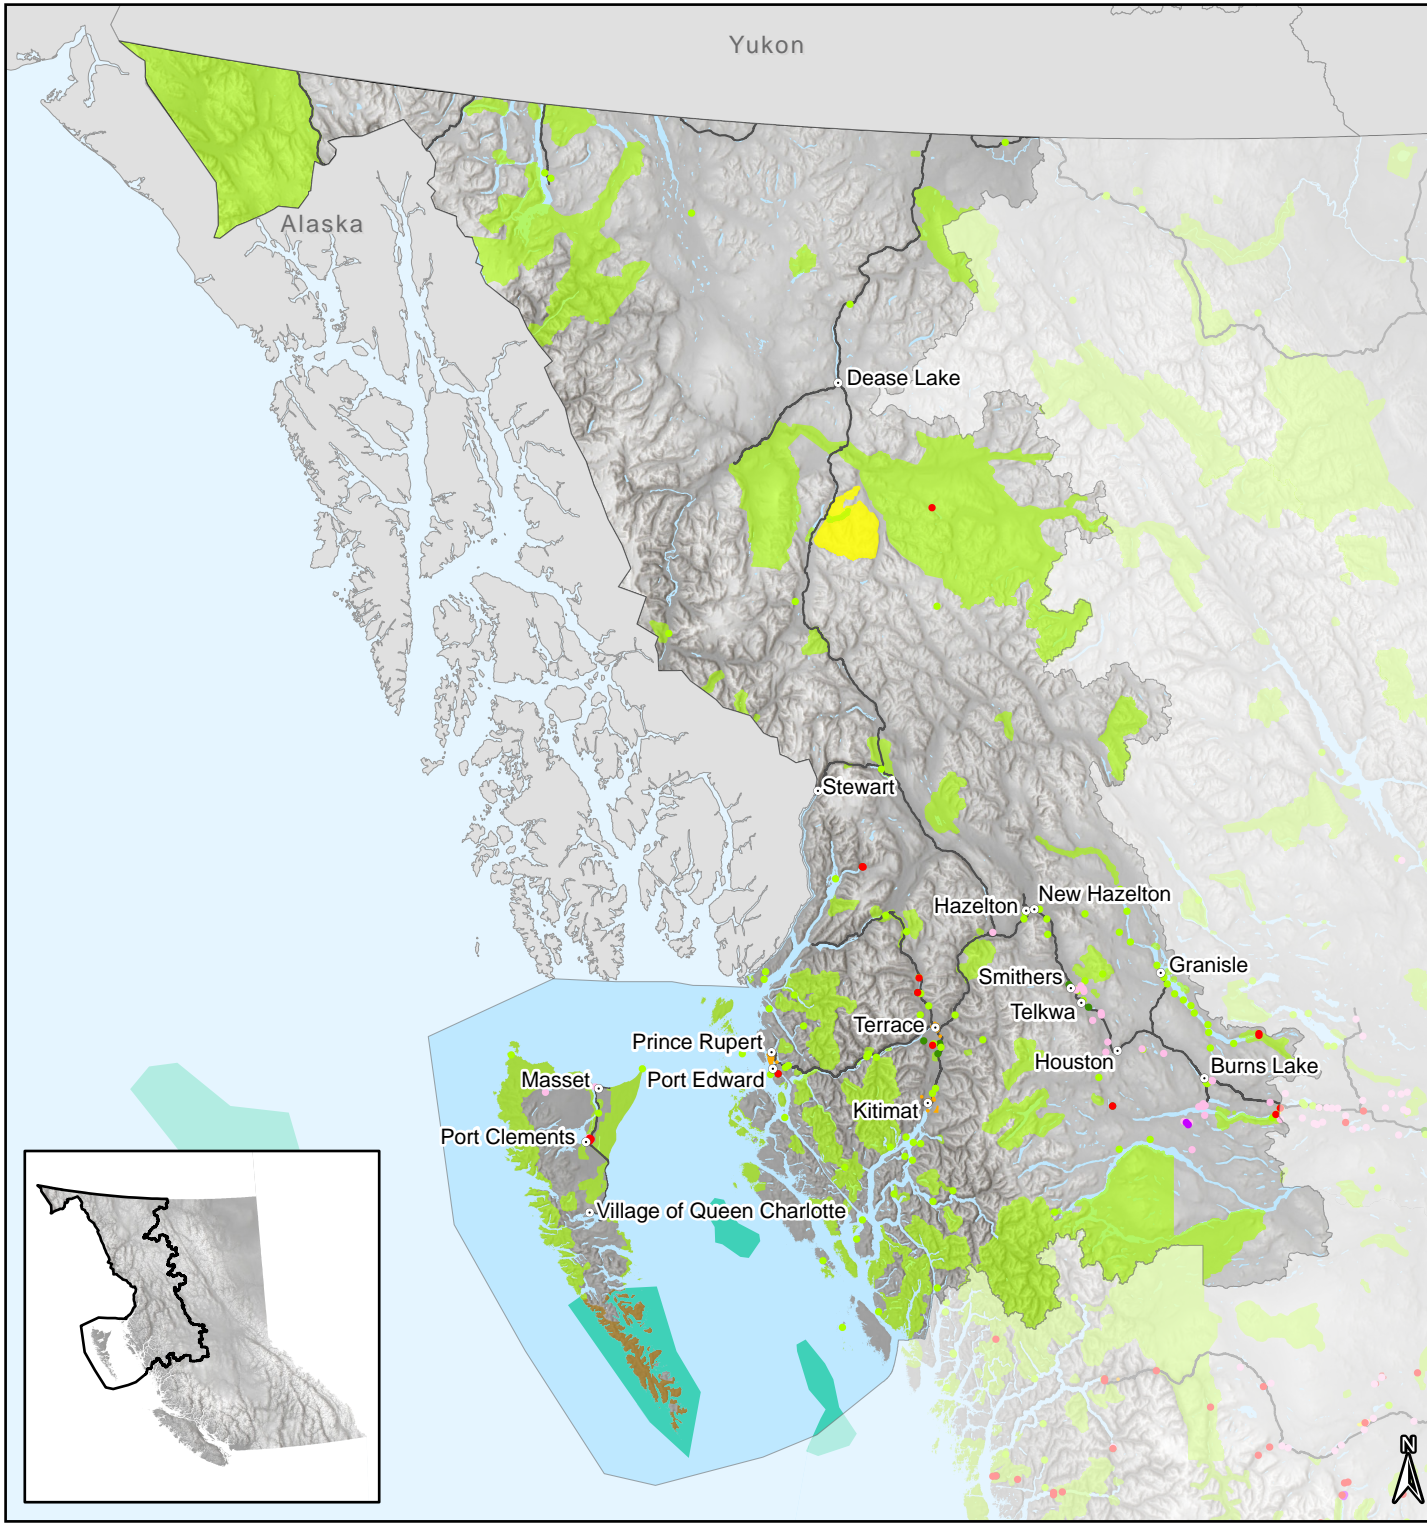 Yukon
Alaska
Dease Lake
Stewart
New Hazelton
Hazelton
Granisle
Smithers
Telkwa
Terrace
Prince Rupert
Houston
Burns Lake
Masset
Port Edward
Kitimat
Port Clements
Village of Queen Charlotte
N